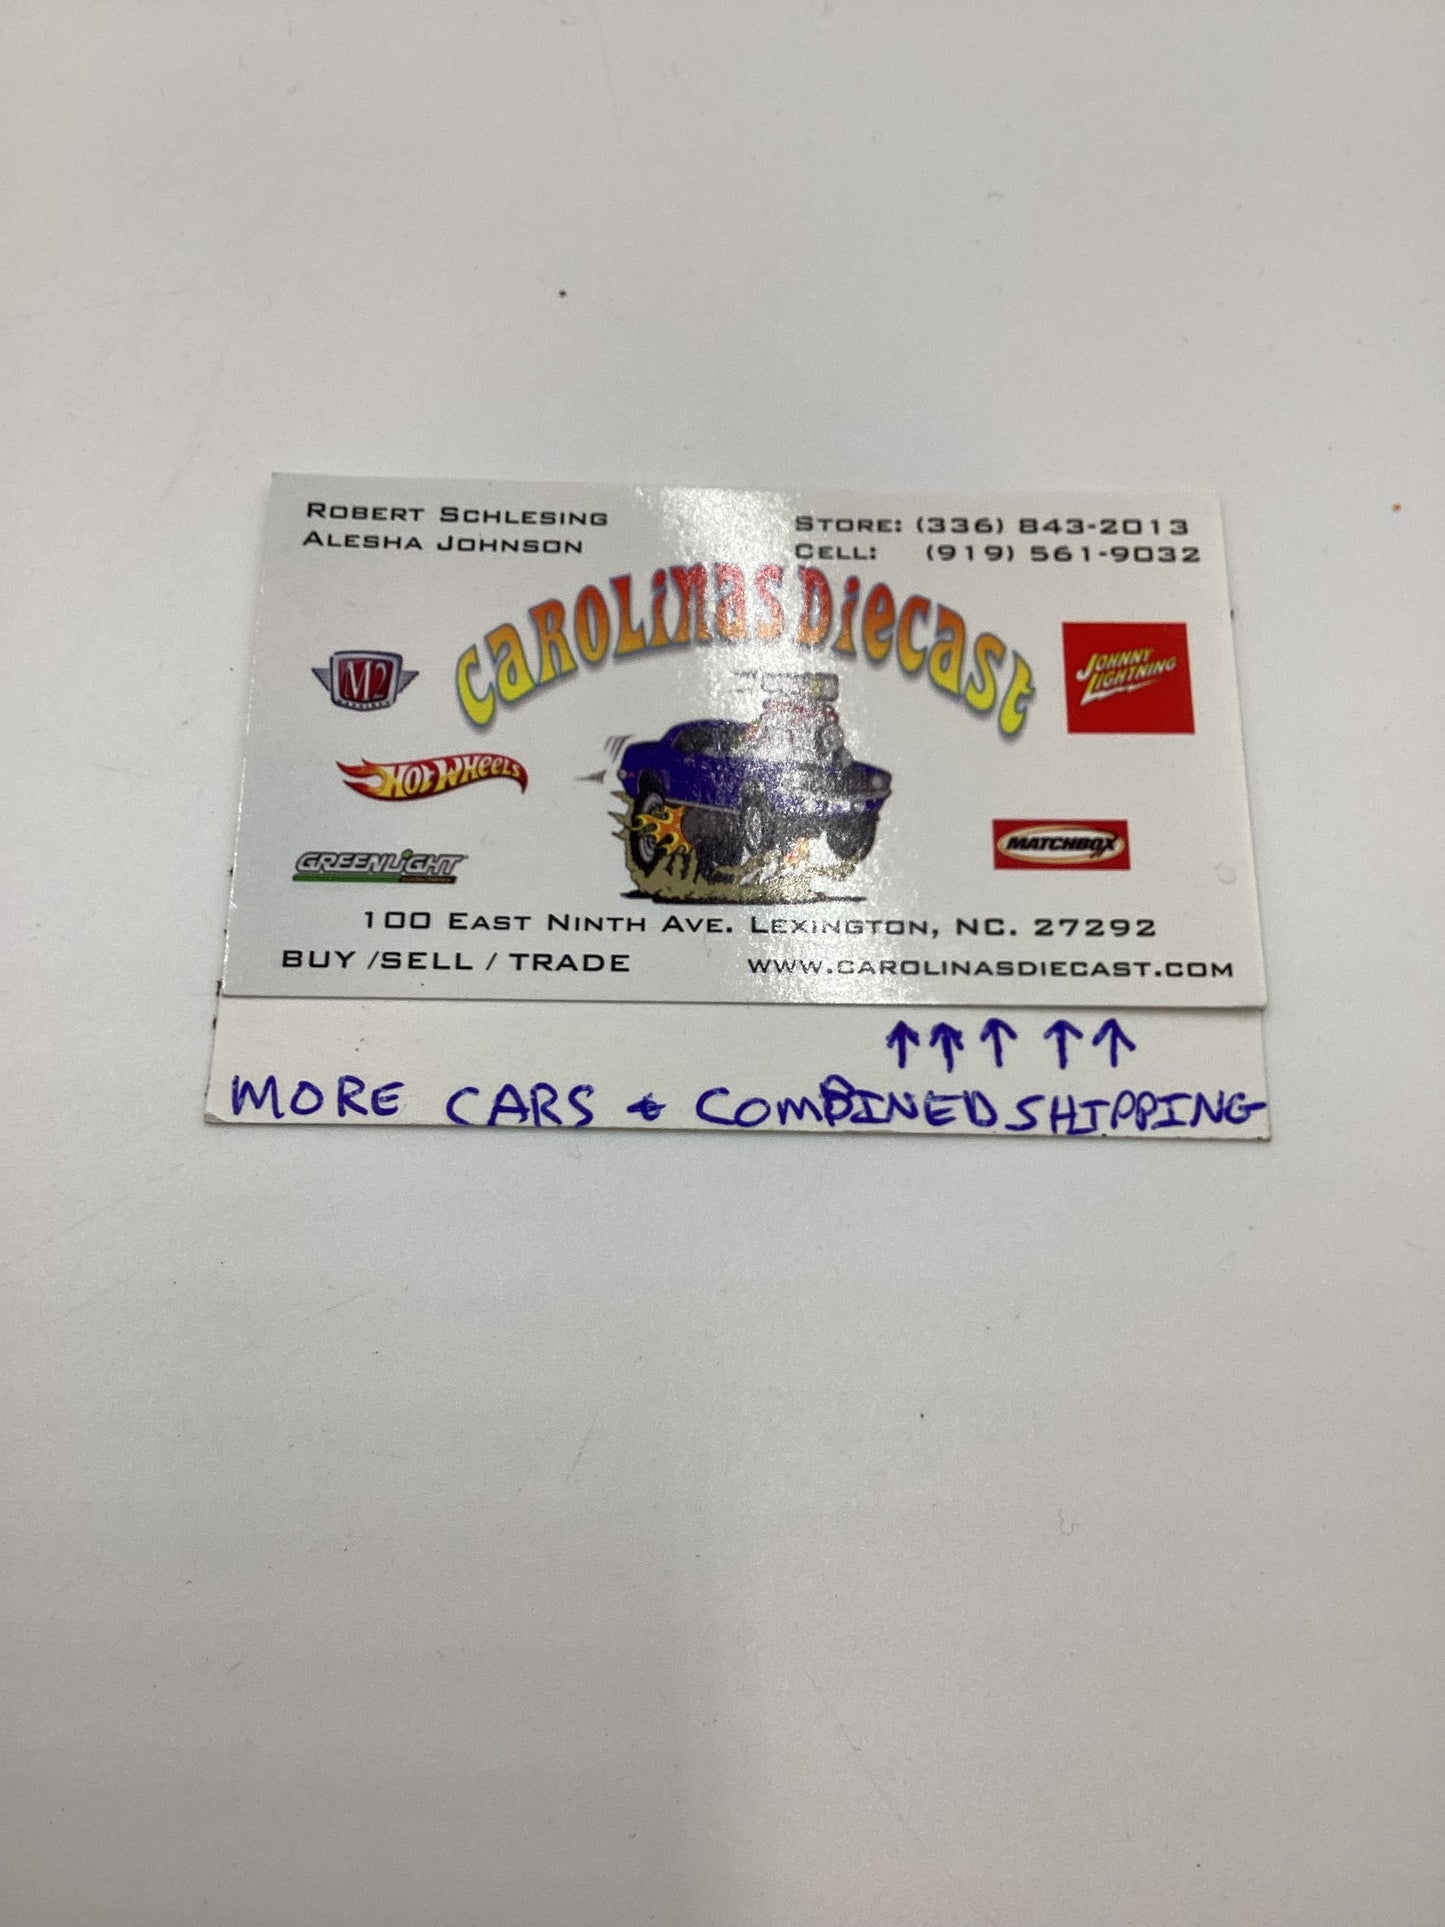 ROBERT SCHLESING
ALESHA JOHNSON
STORE: (336) 843-2013
CELL: (919) 561-9032
CAROLINAS DIECAST
M2
JOHNNY
LIGHTNING
HOT WHEELS
GREENLIGHT
MATCHBOX
100 EAST NINTH AVE. LEXINGTON, NC. 27292
BUY /SELL / TRADE
WWW.CAROLINASDIECAST.COM
↑ ↑ ↑ ↑ ↑
MORE CARS & COMBINED SHIPPING